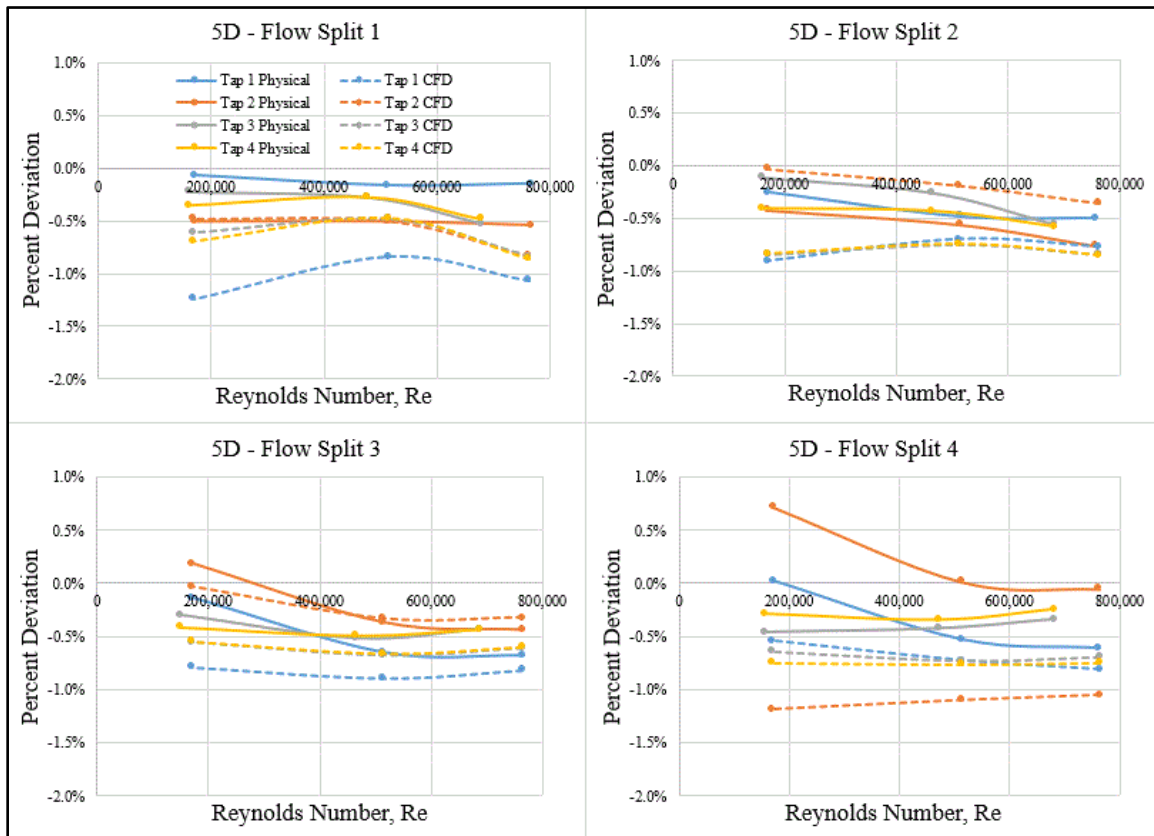 5D - Flow Split 1
1.0%
Tap 1 Physical Tap 1 CFD
0.5%
Tap 2 Physical Tap 2 CFD
Tap 3 Physical Tap 3 CFD
Tap 4 Physical Tap 4 CFD
0.0%
0 200,000 400,000 600,000 800,000
-0.5%
-1.0%
-1.5%
-2.0%
Percent Deviation
Reynolds Number, Re
5D - Flow Split 2
1.0%
0.5%
0.0%
0 200,000 400,000 600,000 800,000
-0.5%
-1.0%
-1.5%
-2.0%
Percent Deviation
Reynolds Number, Re
5D - Flow Split 3
1.0%
0.5%
0.0%
0 200,000 400,000 600,000 800,000
-0.5%
-1.0%
-1.5%
-2.0%
Percent Deviation
Reynolds Number, Re
5D - Flow Split 4
1.0%
0.5%
0.0%
0 200,000 400,000 600,000 800,000
-0.5%
-1.0%
-1.5%
-2.0%
Percent Deviation
Reynolds Number, Re